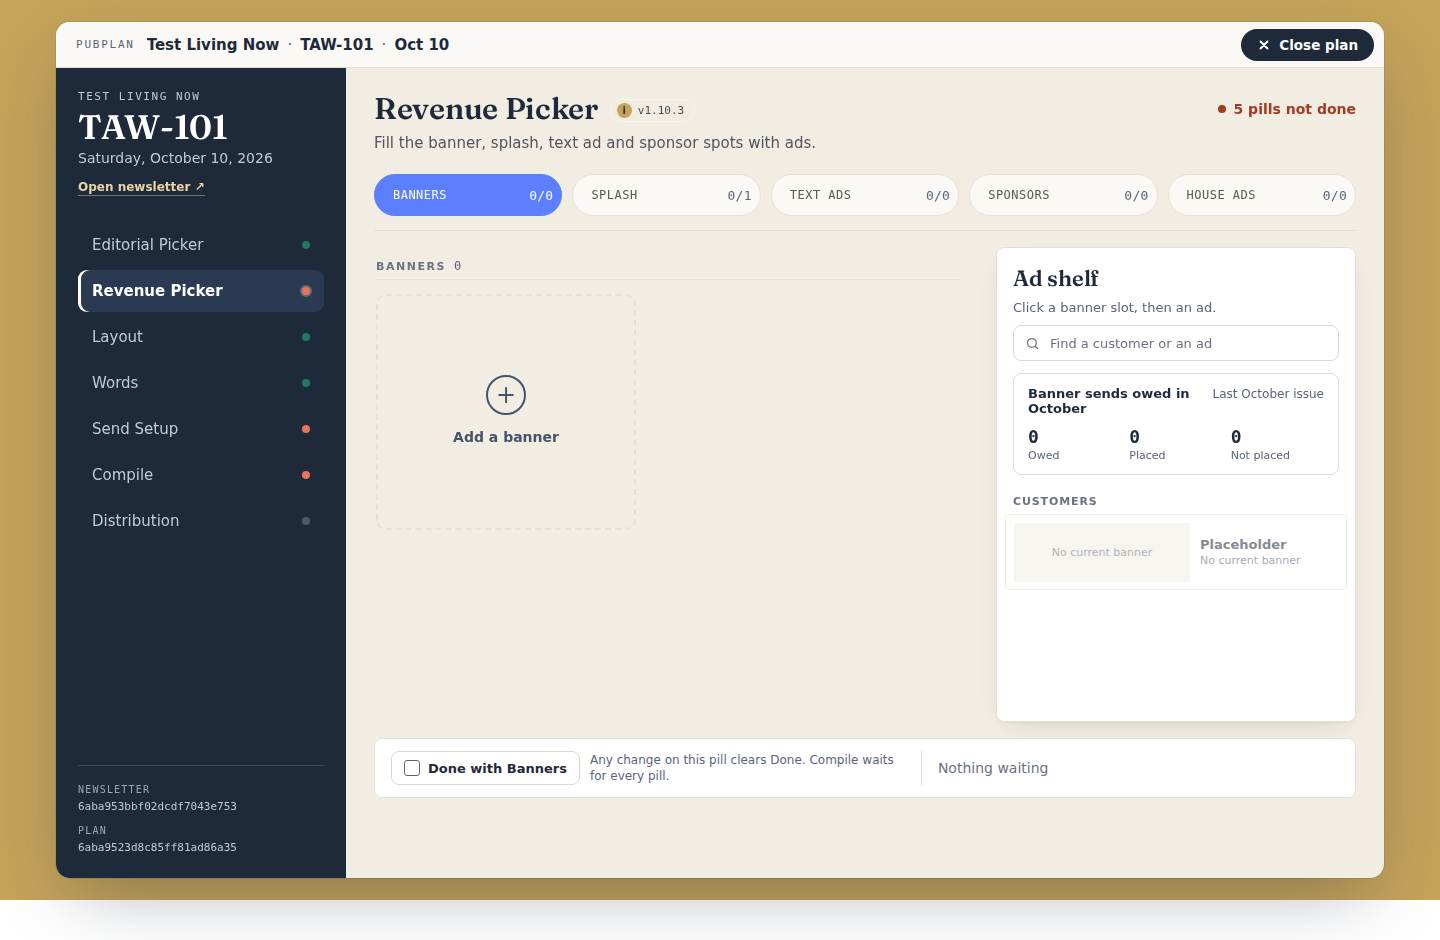 PUBPLAN Test Living Now · TAW-101 · Oct 10
Close plan
TEST LIVING NOW
TAW-101
Saturday, October 10, 2026
Open newsletter ↗
Editorial Picker
Revenue Picker
Layout
Words
Send Setup
Compile
Distribution
NEWSLETTER
6aba953bbf02dcdf7043e753
PLAN
6aba9523d8c85ff81ad86a35
Revenue Picker i v1.10.3
5 pills not done
Fill the banner, splash, text ad and sponsor spots with ads.
BANNERS 0/0
SPLASH 0/1
TEXT ADS 0/0
SPONSORS 0/0
HOUSE ADS 0/0
BANNERS 0
Add a banner
Ad shelf
Click a banner slot, then an ad.
Find a customer or an ad
Banner sends owed in
October
Last October issue
0 0 0
Owed Placed Not placed
CUSTOMERS
No current banner
Placeholder
No current banner
Done with Banners
Any change on this pill clears Done. Compile waits
for every pill.
Nothing waiting